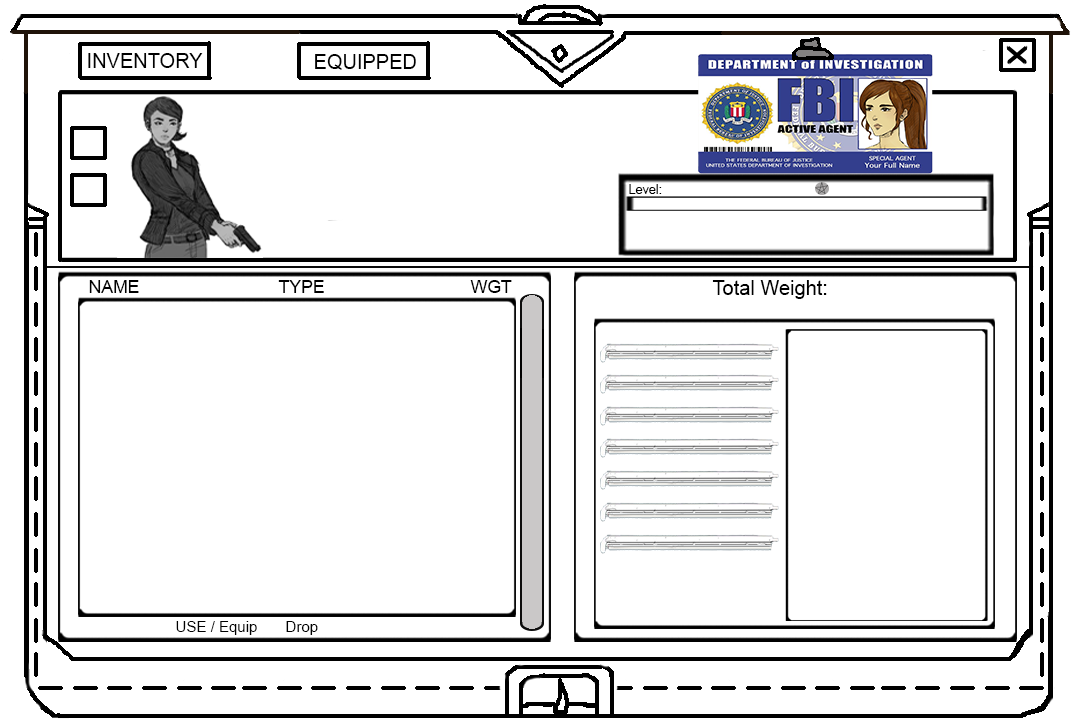 INVENTORY
EQUIPPED
DEPARTMENT of INVESTIGATION
FBI
ACTIVE AGENT
THE FEDERAL BUREAU OF JUSTICE
UNITED STATES DEPARTMENT OF INVESTIGATION
SPECIAL AGENT
Your Full Name
Level:
NAME TYPE WGT
USE / Equip Drop
Total Weight: